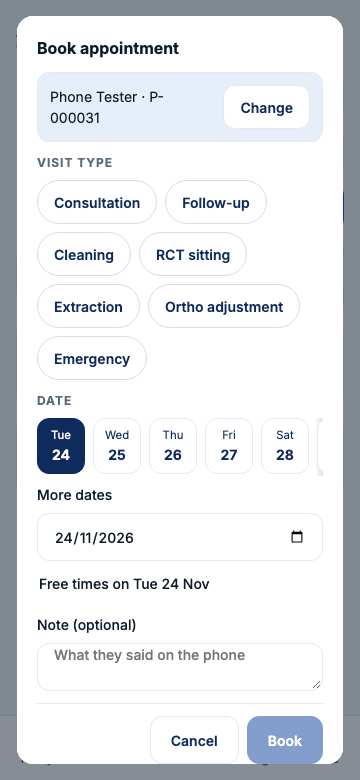 Book appointment
Phone Tester · P-
000031
Change
VISIT TYPE
Consultation
Follow-up
Cleaning
RCT sitting
Extraction
Ortho adjustment
Emergency
DATE
Tue
24
Wed
25
Thu
26
Fri
27
Sat
28
More dates
24/11/2026
Free times on Tue 24 Nov
Note (optional)
What they said on the phone
Cancel
Book